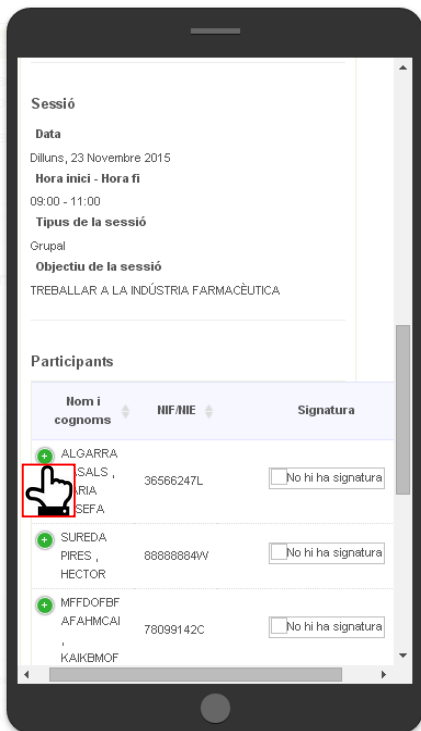 Sessió
Data
Dilluns, 23 Novembre 2015
Hora inici - Hora fi
09:00 - 11:00
Tipus de la sessió
Grupal
Objectiu de la sessió
TREBALLAR A LA INDÚSTRIA FARMACÈUTICA
Participants
Nom i cognoms NIF/NIE Signatura
ALGARRA
SALS ,
36566247L No hi ha signatura
ARIA
SEFA
SUREDA
PIRES , 88888884W No hi ha signatura
HECTOR
MFFDOFBF
AFAHMCAI
, 78099142C No hi ha signatura
KAIKBMOF